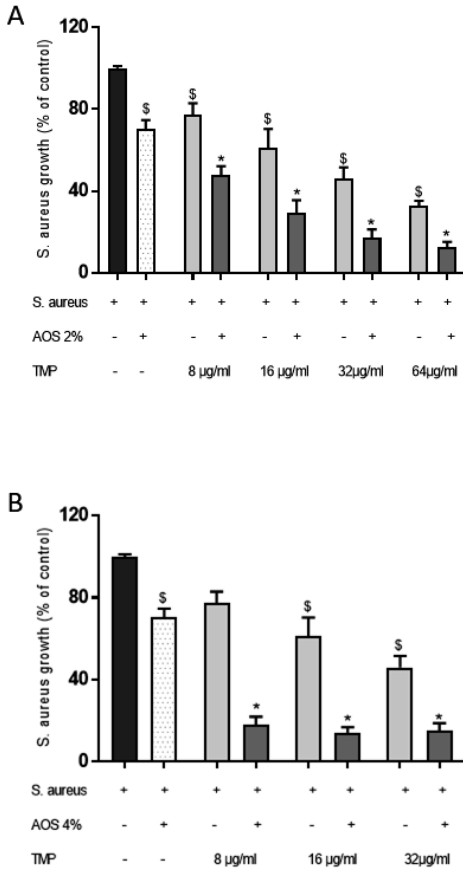 A
120
80
40
0
S. aureus growth (% of control)
$
$
*
$
*
$
*
$
*
S. aureus + + + + + + + + + +
AOS 2% - + - + - + - + - +
TMP - - 8 µg/ml 16 µg/ml 32µg/ml 64µg/ml
B
120
80
40
0
S. aureus growth (% of control)
$
*
$
*
$
*
S. aureus + + + + + + + +
AOS 4% - + - + - + - +
TMP - - 8 µg/ml 16 µg/ml 32µg/ml